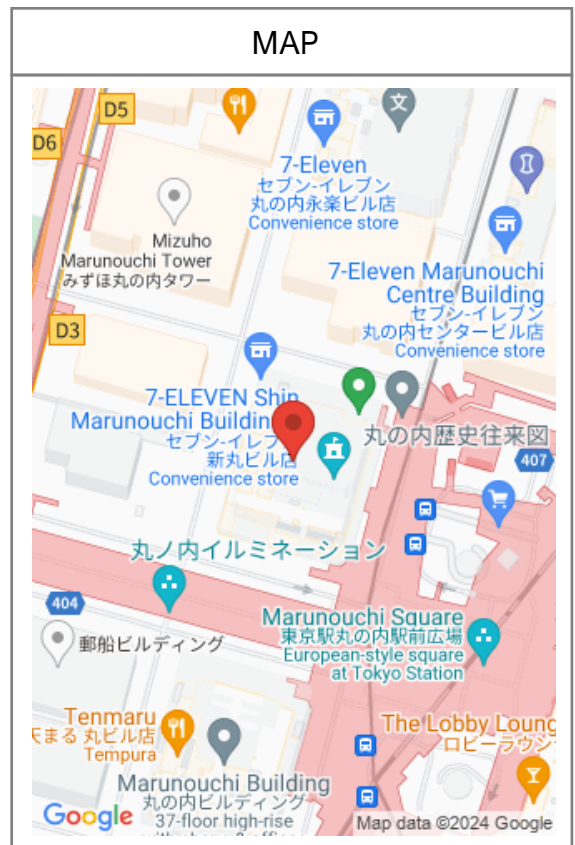 MAP
D5
D6
7-Eleven
セブン-イレブン
丸の内永楽ビル店
Convenience store
文
Mizuho
Marunouchi Tower
みずほ丸の内タワー
7-Eleven Marunouchi
Centre Building
セブン-イレブン
丸の内センタービル店
Convenience store
D3
7-ELEVEN Shin
Marunouchi Building
セブン-イレブ
新丸ビル店
Convenience store
丸の内歴史往来図
407
丸ノ内イルミネーション
404
郵船ビルディング
Marunouchi Square
東京駅丸の内駅前広場
European-style square
at Tokyo Station
Tenmaru
天まる 丸ビル店
Tempura
The Lobby Loung
ロビーラウン
Marunouchi Building
丸の内ビルディング
37-floor high-rise
Google
Map data ©2024 Google